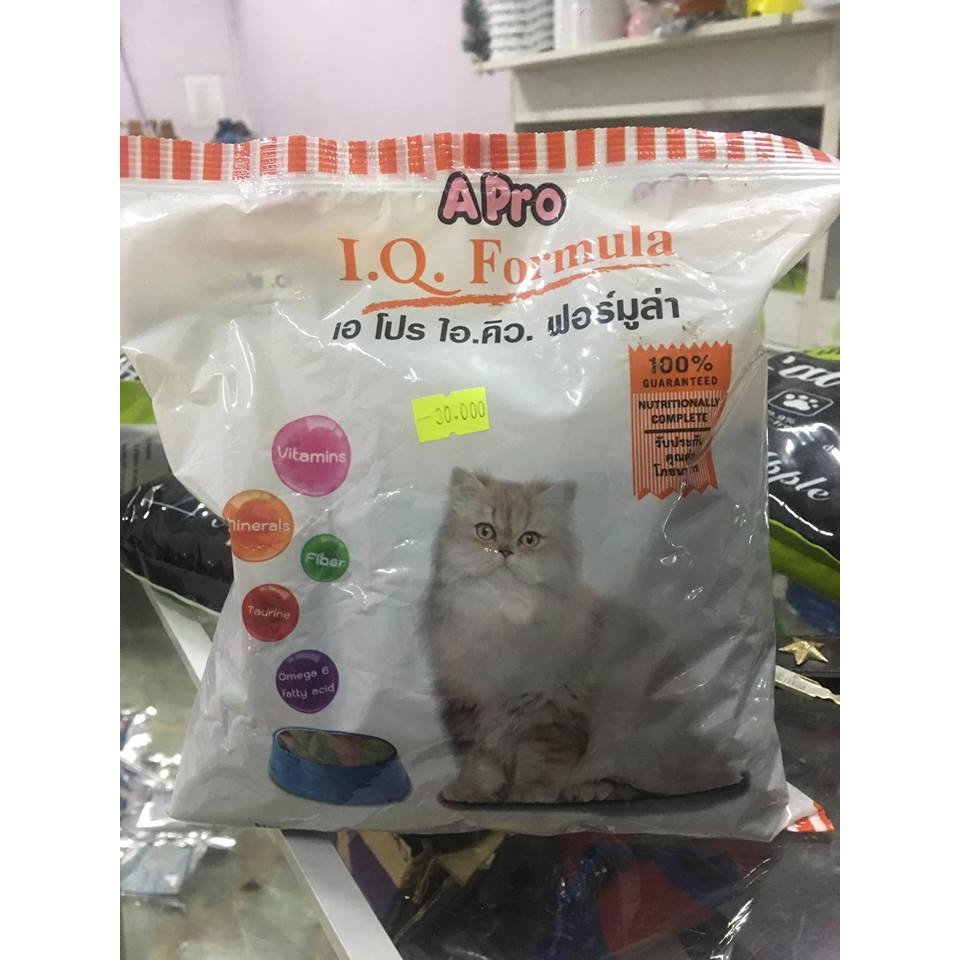 APro
I.Q. Formula
เอ โปร ไอ.คิว. ฟอร์มูล่า
100%
GUARANTEED
NUTRITIONALLY
COMPLETE
30.000
Vitamins
Minerals
Fiber
Taurine
Omega 6
fatty acid
pple